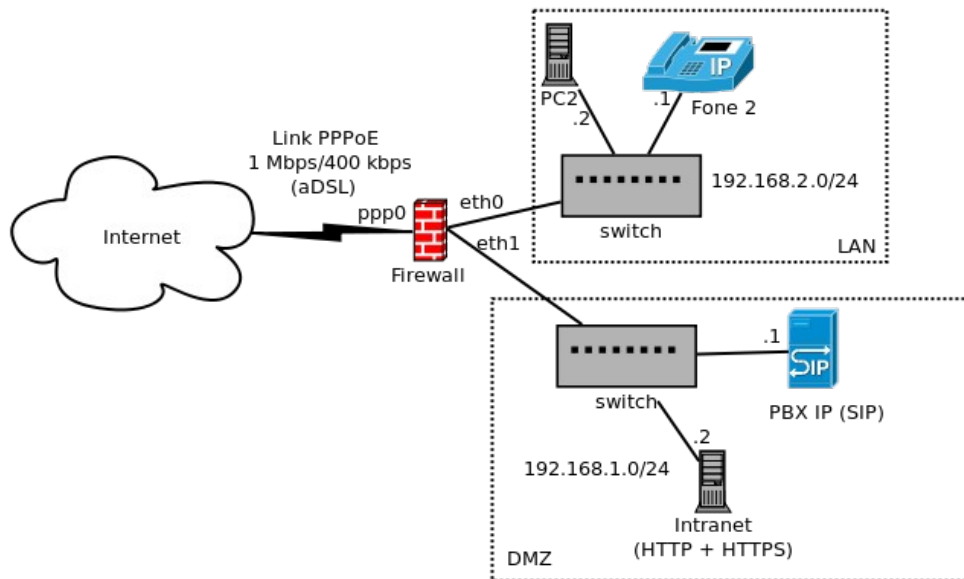 PC2
.2
IP
.1
Fone 2
Link PPPoE
1 Mbps/400 kbps
(aDSL)
192.168.2.0/24
ppp0
eth0
Internet
switch
eth1
LAN
Firewall
.1
SIP
switch
PBX IP (SIP)
.2
192.168.1.0/24
Intranet
(HTTP + HTTPS)
DMZ